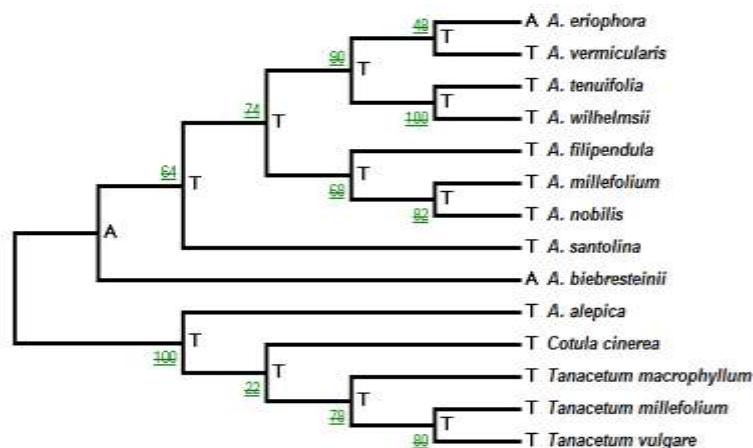 A A. eriophora
48
T
T A. vermicularis
90
T
T A. tenuifolia
T
100
T A. wilhelmsii
74
T
T A. filipendula
T
68
T A. millefolium
T
82
T A. nobilis
64
T
T A. santolina
A
A A. biebresteinii
T A. alepica
T
100
T Cotula cinerea
T
22
T Tanacetum macrophyllum
T
78
T Tanacetum millefolium
T
80
T Tanacetum vulgare